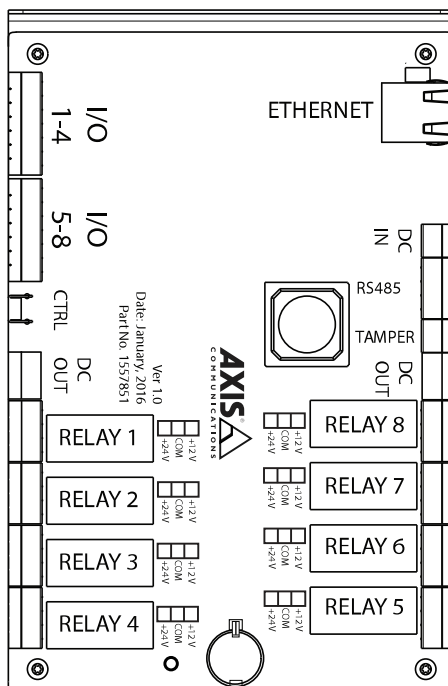 ETHERNET
I/O
1-4
I/O
5-8
CTRL
DC
IN
RS485
TAMPER
DC
OUT
DC
OUT
Ver 1.0
Date: January, 2016
Part No. 1557851
AXIS
COMMUNICATIONS
RELAY 1
+24V
COM
+12V
RELAY 2
+24V
COM
+12V
RELAY 3
+24V
COM
+12V
RELAY 4
+24V
COM
+12V
RELAY 8
+24V
COM
+12V
RELAY 7
+24V
COM
+12V
RELAY 6
+24V
COM
+12V
RELAY 5
+24V
COM
+12V